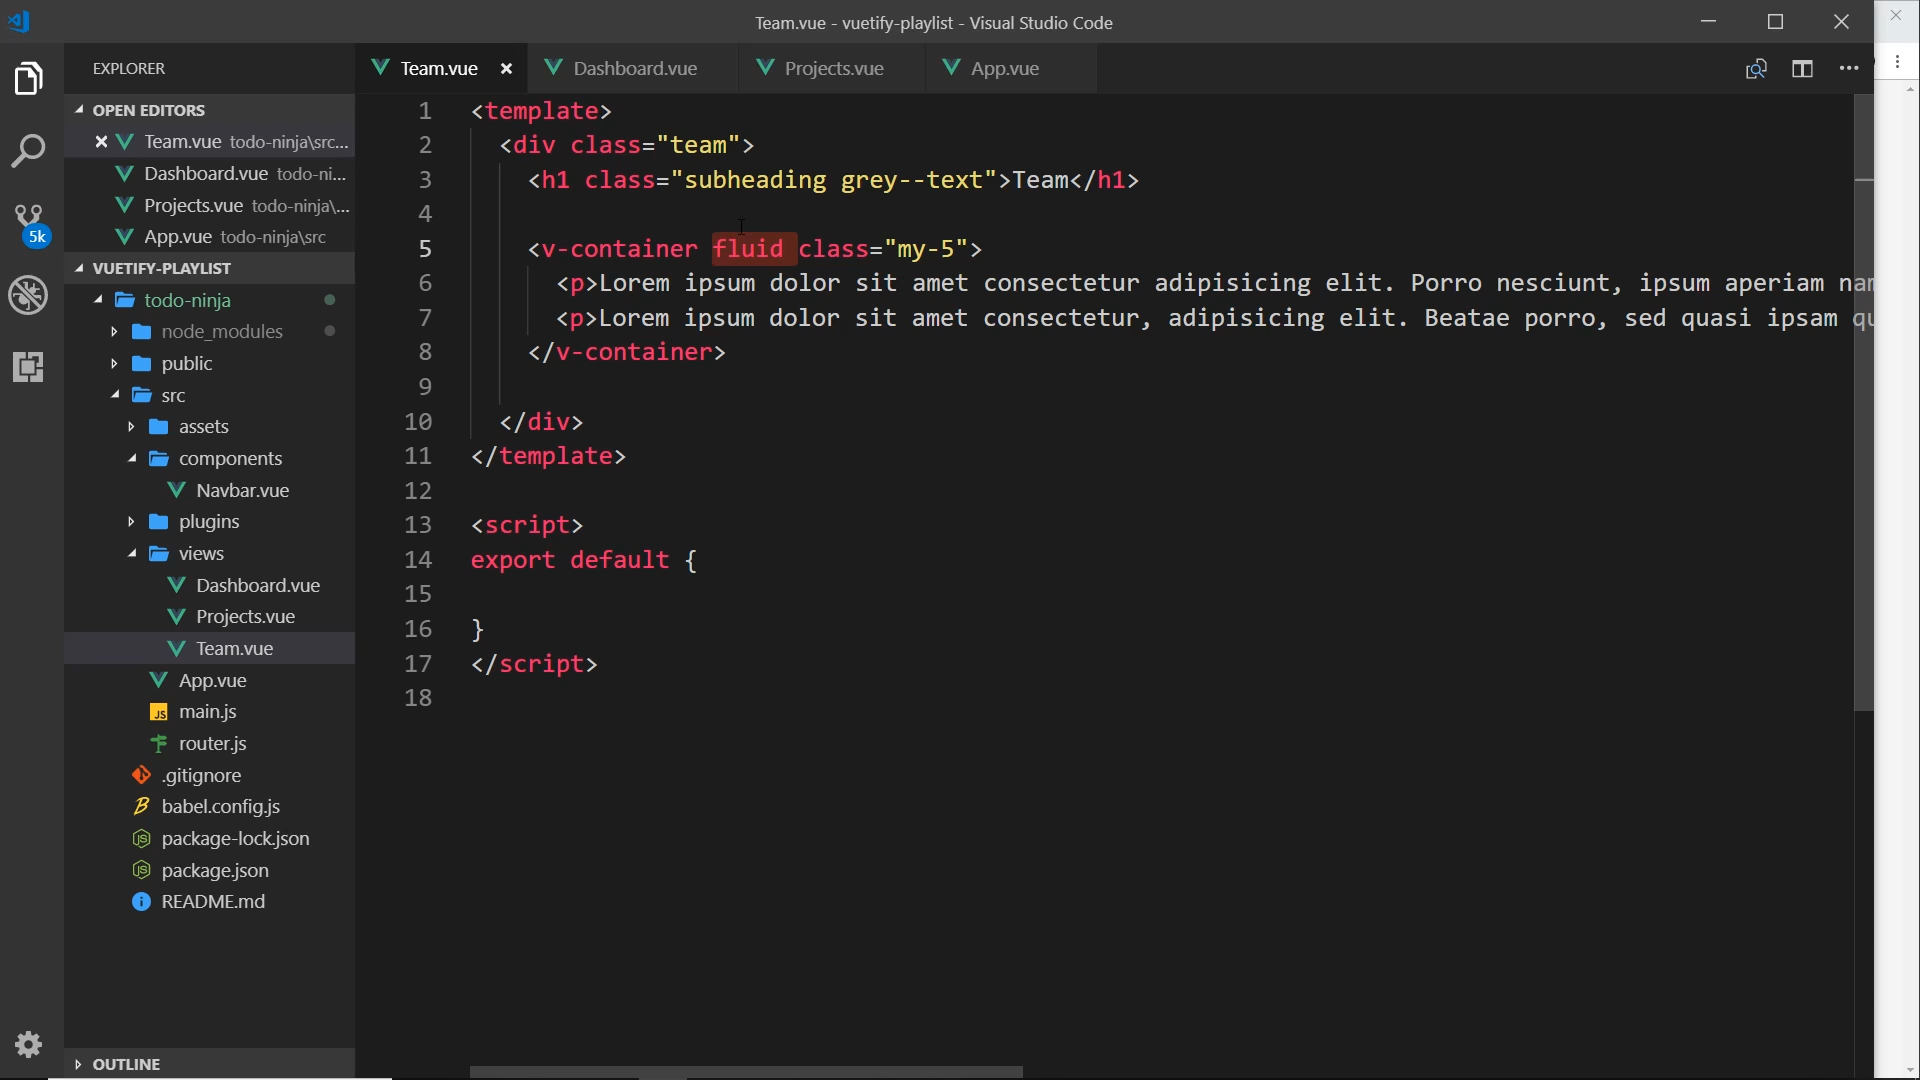 Team.vue - vuetify-playlist - Visual Studio Code
EXPLORER
Team.vue
Dashboard.vue
Projects.vue
App.vue
OPEN EDITORS
Team.vue todo-ninja\src...
Dashboard.vue todo-ni...
Projects.vue todo-ninja\...
App.vue todo-ninja\src
VUETIFY-PLAYLIST
todo-ninja
node_modules
public
src
assets
components
Navbar.vue
plugins
views
Dashboard.vue
Projects.vue
Team.vue
App.vue
JS main.js
router.js
.gitignore
babel.config.js
package-lock.json
package.json
README.md
OUTLINE
5k
1 <template>
2 <div class="team">
3 <h1 class="subheading grey--text">Team</h1>
4
5 <v-container fluid class="my-5">
6 <p>Lorem ipsum dolor sit amet consectetur adipisicing elit. Porro nesciunt, ipsum aperiam nam
7 <p>Lorem ipsum dolor sit amet consectetur, adipisicing elit. Beatae porro, sed quasi ipsam qu
8 </v-container>
9
10 </div>
11 </template>
12
13 <script>
14 export default {
15
16 }
17 </script>
18